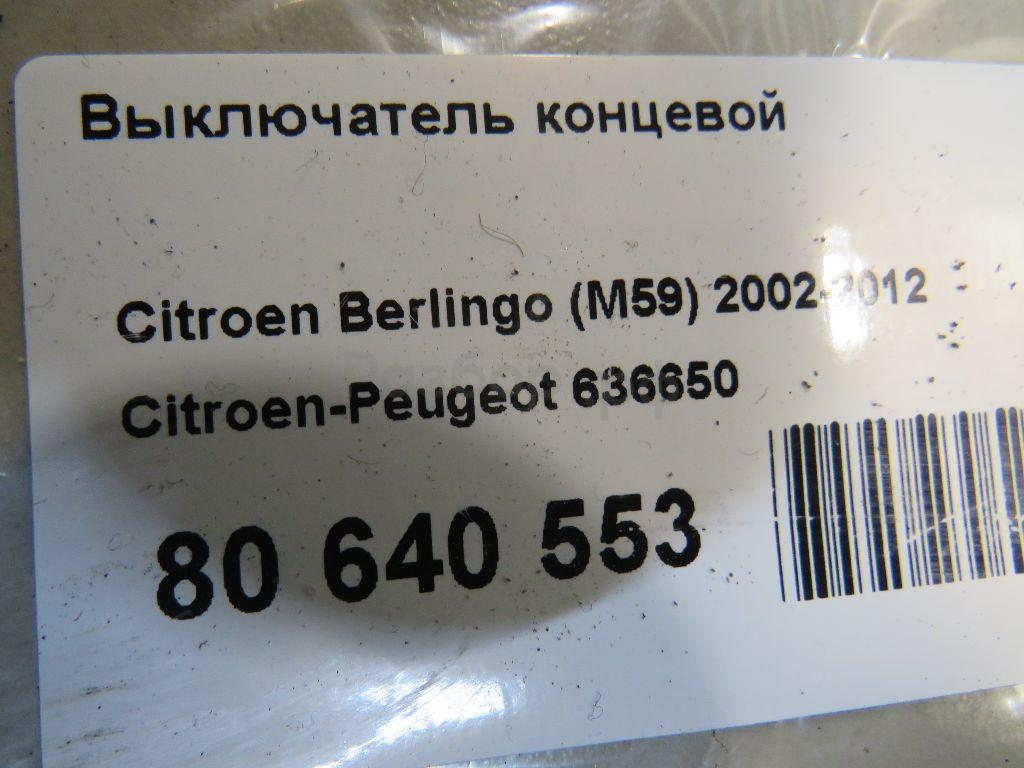 Выключатель концевой
Citroen Berlingo (M59) 2002-2012
Citroen-Peugeot 636650
80 640 553